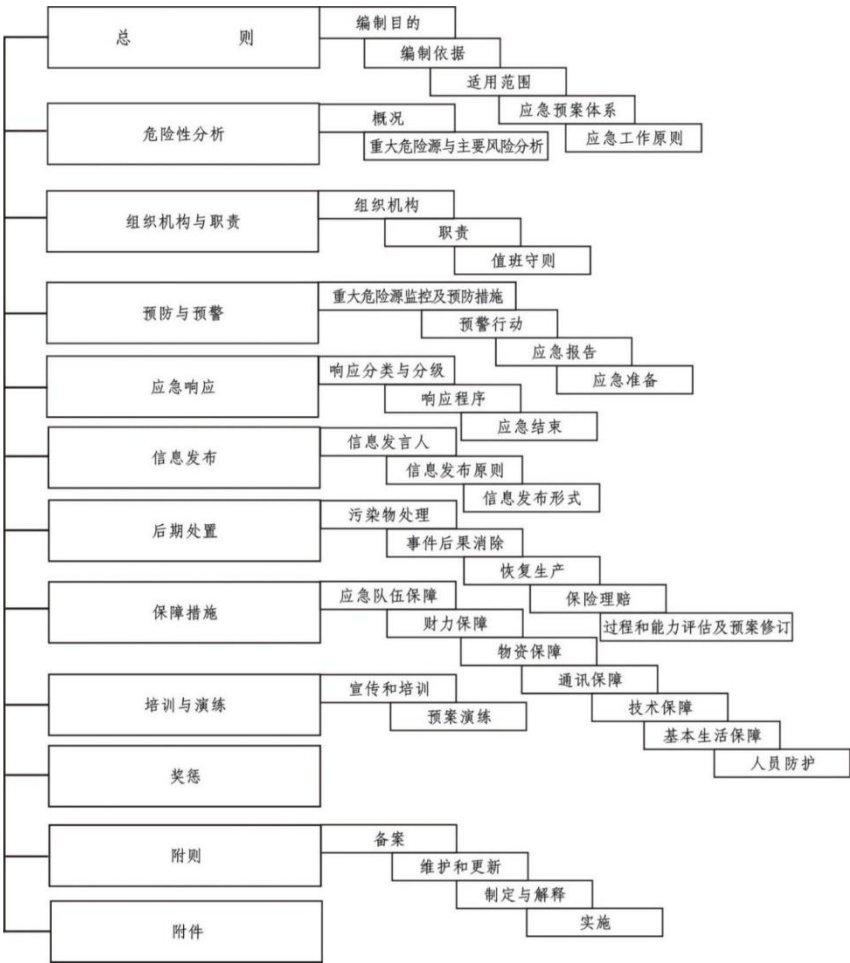 总则
编制目的
编制依据
适用范围
应急预案体系
应急工作原则
危险性分析
概况
重大危险源与主要风险分析
组织机构与职责
组织机构
职责
值班守则
预防与预警
重大危险源监控及预防措施
预警行动
应急报告
应急准备
应急响应
响应分类与分级
响应程序
应急结束
信息发布
信息发言人
信息发布原则
信息发布形式
后期处置
污染物处理
事件后果消除
恢复生产
保险理赔
过程和能力评估及预案修订
保障措施
应急队伍保障
财力保障
物资保障
通讯保障
技术保障
基本生活保障
人员防护
培训与演练
宣传和培训
预案演练
奖惩
附则
备案
维护和更新
制定与解释
实施
附件